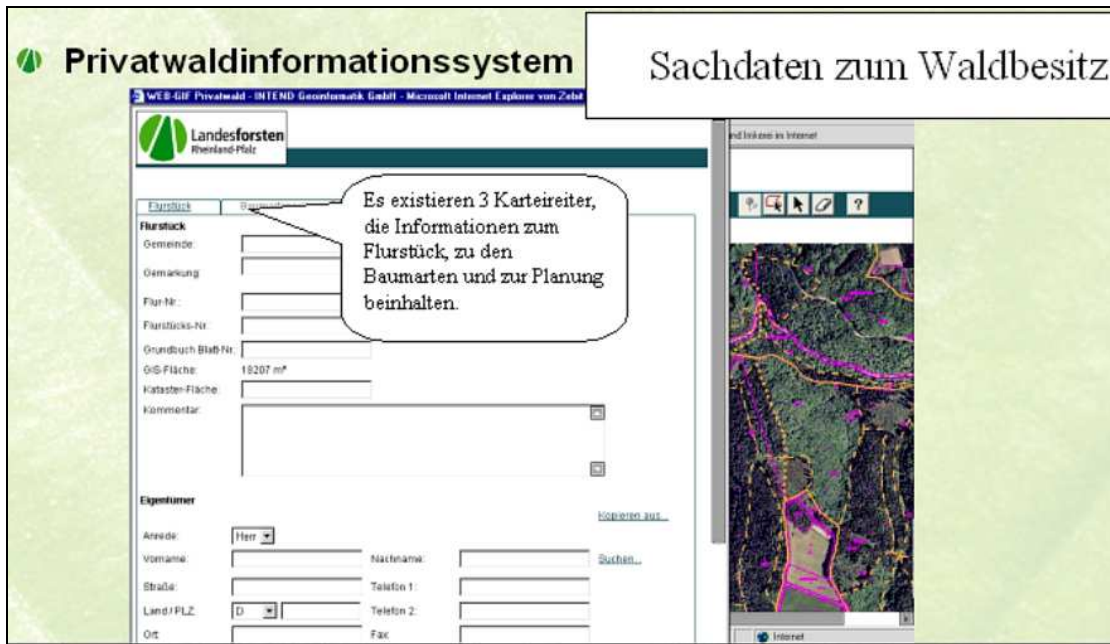 Privatwaldinformationssystem
Sachdaten zum Waldbesitz
WEB-GIF Privatwald - INTEND Geoinformatik GmbH - Microsoft Internet Explorer von Zebit
Landesforsten
Rheinland-Pfalz
Imkerei im Internet
Flurstück
Es existieren 3 Karteireiter,
die Informationen zum
Flurstück, zu den
Baumarten und zur Planung
beinhalten.
?
Flurstück
Gemeinde:
Gemarkung:
Flur-Nr.:
Flurstücks-Nr.
Grundbuch Blatt-Nr.:
GIS-Fläche: 18207 m²
Kataster-Fläche:
Kommentar:
Eigentümer
Kopieren aus...
Anrede: Herr
Vorname: Nachname: Suchen...
Straße: Telefon 1:
Land / PLZ: D Telefon 2:
Ort: Fax
Internet